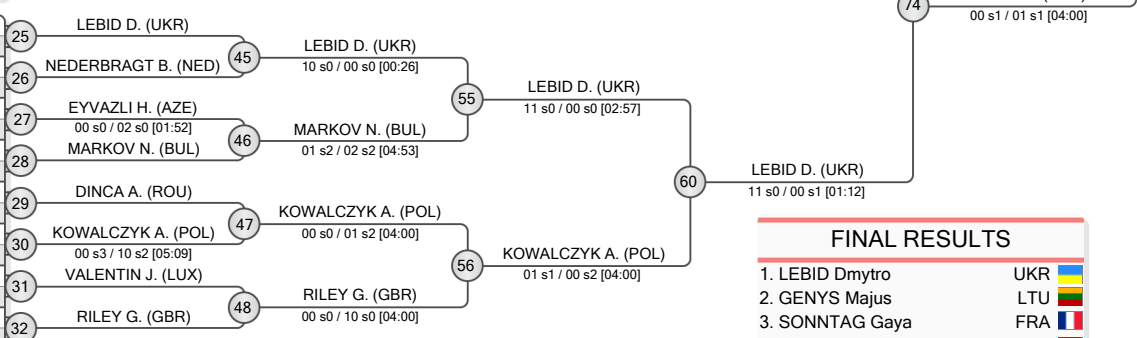 74
00 s1 / 01 s1 [04:00]
25
LEBID D. (UKR)
26
NEDERBRAGT B. (NED)
45
LEBID D. (UKR)
10 s0 / 00 s0 [00:26]
27
EYVAZLI H. (AZE)
00 s0 / 02 s0 [01:52]
28
MARKOV N. (BUL)
46
MARKOV N. (BUL)
01 s2 / 02 s2 [04:53]
55
LEBID D. (UKR)
11 s0 / 00 s0 [02:57]
29
DINCA A. (ROU)
30
KOWALCZYK A. (POL)
00 s3 / 10 s2 [05:09]
47
KOWALCZYK A. (POL)
00 s0 / 01 s2 [04:00]
31
VALENTIN J. (LUX)
32
RILEY G. (GBR)
48
RILEY G. (GBR)
00 s0 / 10 s0 [04:00]
56
KOWALCZYK A. (POL)
01 s1 / 00 s2 [04:00]
60
LEBID D. (UKR)
11 s0 / 00 s1 [01:12]
FINAL RESULTS
1. LEBID Dmytro UKR
2. GENYS Majus LTU
3. SONNTAG Gaya FRA